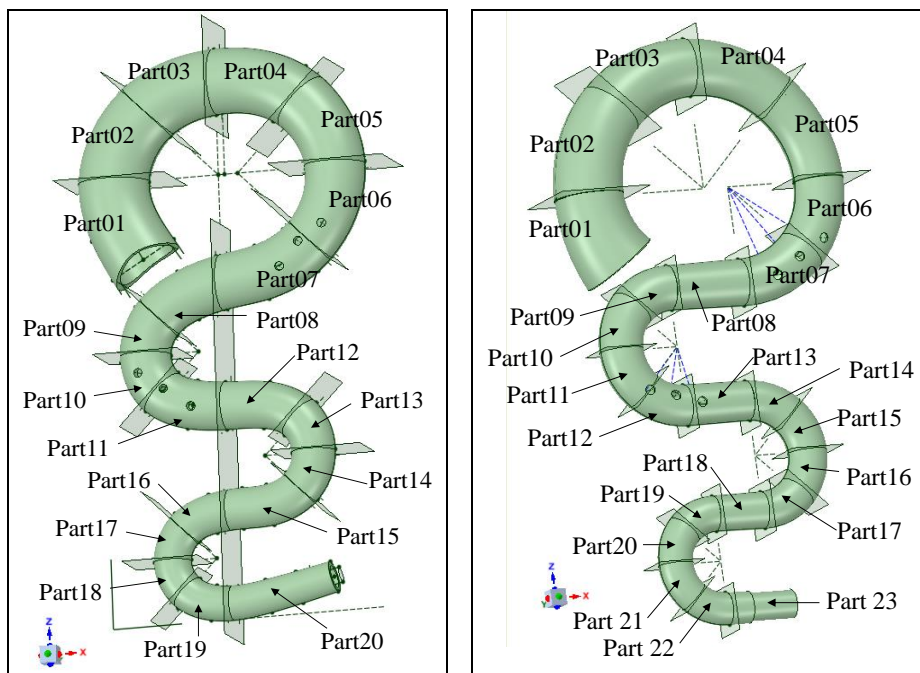 Part03
Part04
Part02
Part05
Part01
Part06
Part07
Part08
Part09
Part12
Part10
Part13
Part11
Part16
Part14
Part17
Part15
Part18
Part19
Part20
Z
X
Part03
Part04
Part02
Part05
Part01
Part06
Part07
Part09
Part08
Part10
Part13
Part14
Part11
Part15
Part12
Part18
Part16
Part19
Part17
Part20
Part 21
Part 23
Part 22
Z
Y
X